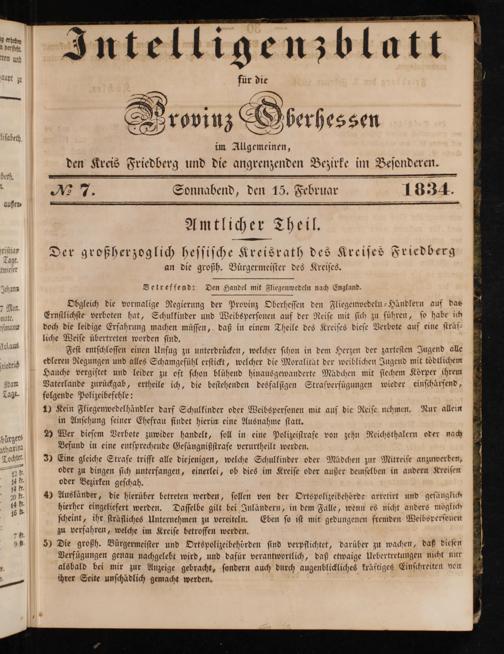 Intelligenzblatt
für die
Provinz Oberhessen
im Allgemeinen,
den Kreis Friedberg und die angrenzenden Bezirke im Besonderen.
№ 7. Sonnabend, den 15. Februar 1834.
Amtlicher Theil.
Der großherzoglich hessische Kreisrath des Kreises Friedberg
an die großh. Bürgermeister des Kreises.
Betreffend: Den Handel mit Fliegenwedeln nach England.
Obgleich die vormalige Regierung der Provinz Oberhessen den Fliegenwedeln-Händlern auf das
Ernstlichste verboten hat, Schulkinder und Weibspersonen auf der Reise mit sich zu führen, so habe ich
doch die leidige Erfahrung machen müssen, daß in einem Theile des Kreises diese Verbote auf eine sträf-
liche Weise übertreten worden sind.
Fest entschlossen einen Unfug zu unterdrücken, welcher schon in dem Herzen der zartesten Jugend alle
edleren Regungen und alles Schamgefühl erstickt, welcher die Moralität der weiblichen Jugend mit tödtlichem
Hauche vergiftet und leider zu oft schon blühend hinausgewanderte Mädchen mit siechem Körper ihrem
Vaterlande zurückgab, ertheile ich, die bestehenden desfallsigen Strafverfügungen wieder einschärfend,
folgende Polizeibefehle:
1) Kein Fliegenwedelhändler darf Schulkinder oder Weibspersonen mit auf die Reise nehmen. Nur allein
in Ansehung seiner Ehefrau findet hierin eine Ausnahme statt.
2) Wer diesem Verbote zuwider handelt, soll in eine Polizeistrafe von zehn Reichsthalern oder nach
Befund in eine entsprechende Gefängnißstrafe verurtheilt werden.
3) Eine gleiche Strafe trifft alle diejenigen, welche Schulkinder oder Mädchen zur Mitreise anzuwerben,
oder zu dingen sich unterfangen, einerlei, ob dies im Kreise oder außer demselben in andern Kreisen
oder Bezirken geschah.
4) Ausländer, die hierüber betreten werden, sollen von der Ortspolizeibehörde arretirt und gefänglich
hierher eingeliefert werden. Dasselbe gilt bei Inländern, in dem Falle, wenn es nicht anders möglich
scheint, ihr sträfliches Unternehmen zu vereiteln. Eben so ist mit gedungenen fremden Weibspersonen
zu verfahren, welche im Kreise betroffen werden.
5) Die großh. Bürgermeister und Ortspolizeibehörden sind verpflichtet, darüber zu wachen, daß diesen
Verfügungen genau nachgelebt wird, und dafür verantwortlich, daß etwaige Uebertretungen nicht nur
alsbald bei mir zur Anzeige gebracht, sondern auch durch augenblickliches kräftiges Einschreiten von
ihrer Seite unschädlich gemacht werden.